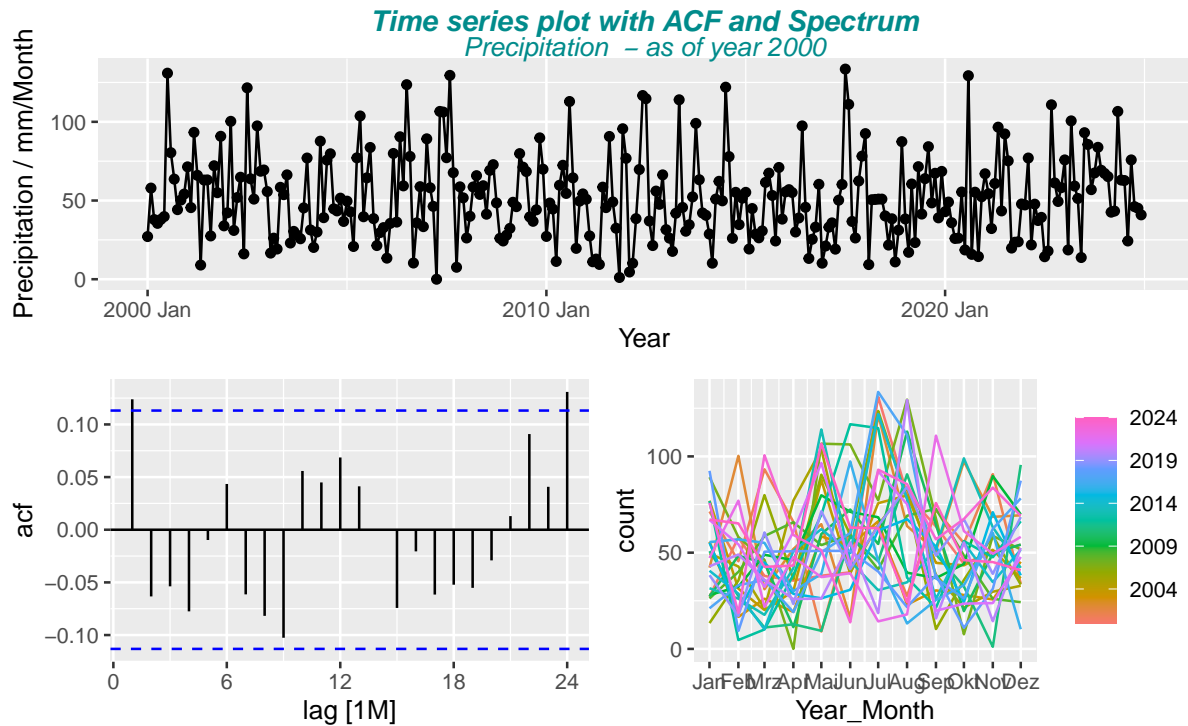 Time series plot with ACF and Spectrum
Precipitation – as of year 2000
Precipitation / mm/Month
100
50
0
2000 Jan
2010 Jan
2020 Jan
Year
acf
0.10
0.05
0.00
−0.05
−0.10
0
6
12
18
24
lag [1M]
count
100
50
0
Jan
Feb
Mrz
Apr
Mai
Jun
Jul
Aug
Sep
Okt
Nov
Dez
Year_Month
2024
2019
2014
2009
2004